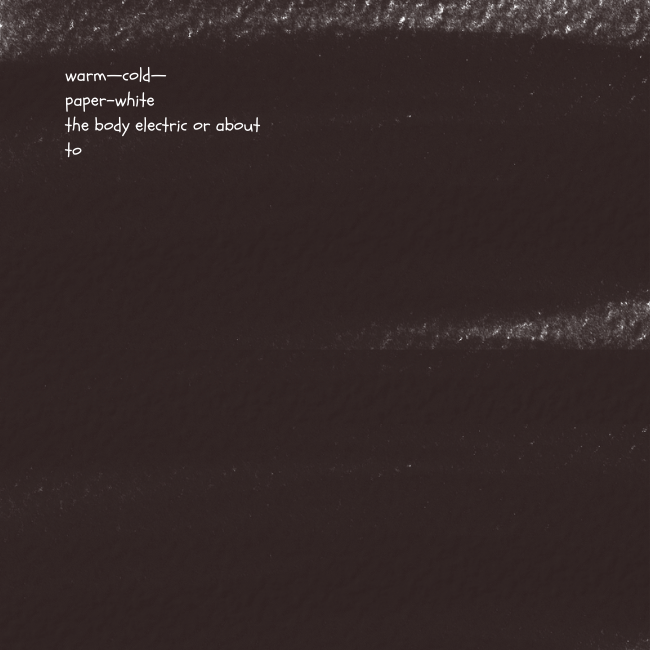 warm—cold—
paper-white
the body electric or about
to